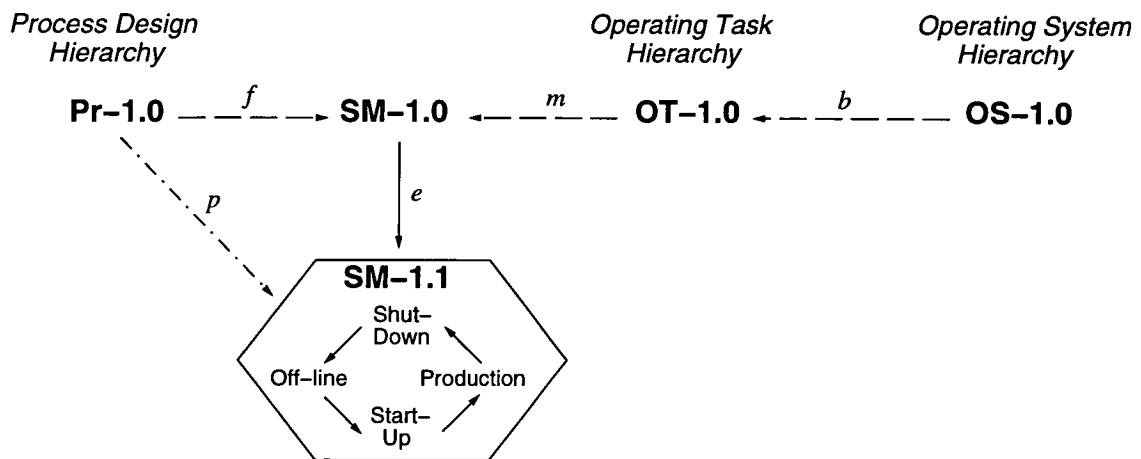 Process Design
Hierarchy
Operating Task
Hierarchy
Operating System
Hierarchy
Pr–1.0
f
SM–1.0
m
OT–1.0
b
OS–1.0
p
e
SM–1.1
Shut–
Down
Off–line
Production
Start–
Up